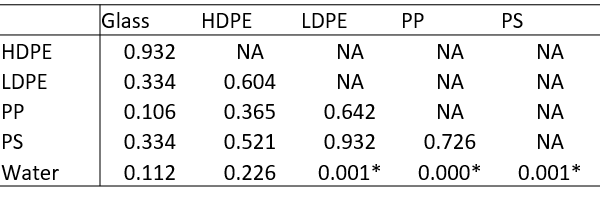 Glass HDPE LDPE PP PS
HDPE 0.932 NA NA NA NA
LDPE 0.334 0.604 NA NA NA
PP 0.106 0.365 0.642 NA NA
PS 0.334 0.521 0.932 0.726 NA
Water 0.112 0.226 0.001* 0.000* 0.001*